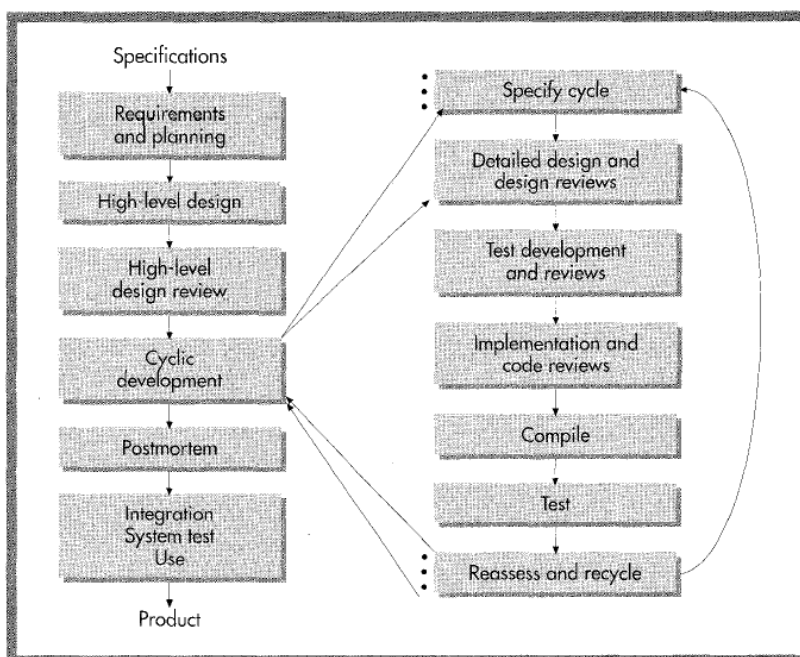 Specifications
Requirements
and planning
High-level design
High-level
design review
Cyclic
development
Postmortem
Integration
System test
Use
Product
Specify cycle
Detailed design and
design reviews
Test development
and reviews
Implementation and
code reviews
Compile
Test
Reassess and recycle